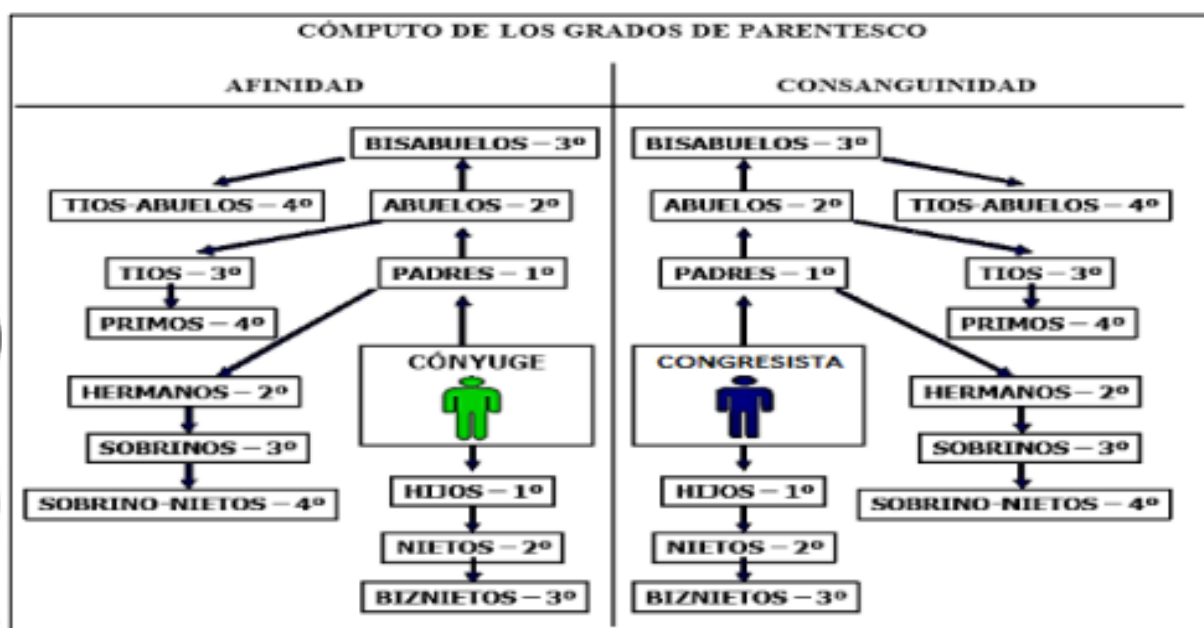 CÓMPUTO DE LOS GRADOS DE PARENTESCO
AFINIDAD
BISABUELOS – 3º
TIOS-ABUELOS – 4º
ABUELOS – 2º
TIOS – 3º
PADRES – 1º
PRIMOS – 4º
CÓNYUGE
HERMANOS – 2º
SOBRINOS – 3º
SOBRINO-NIETOS – 4º
HIJOS – 1º
NIETOS – 2º
BIZNIETOS – 3º
CONSANGUINIDAD
BISABUELOS – 3º
ABUELOS – 2º
TIOS-ABUELOS – 4º
PADRES – 1º
TIOS – 3º
PRIMOS – 4º
CONGRESISTA
HERMANOS – 2º
SOBRINOS – 3º
HIJOS – 1º
SOBRINO-NIETOS – 4º
NIETOS – 2º
BIZNIETOS – 3º